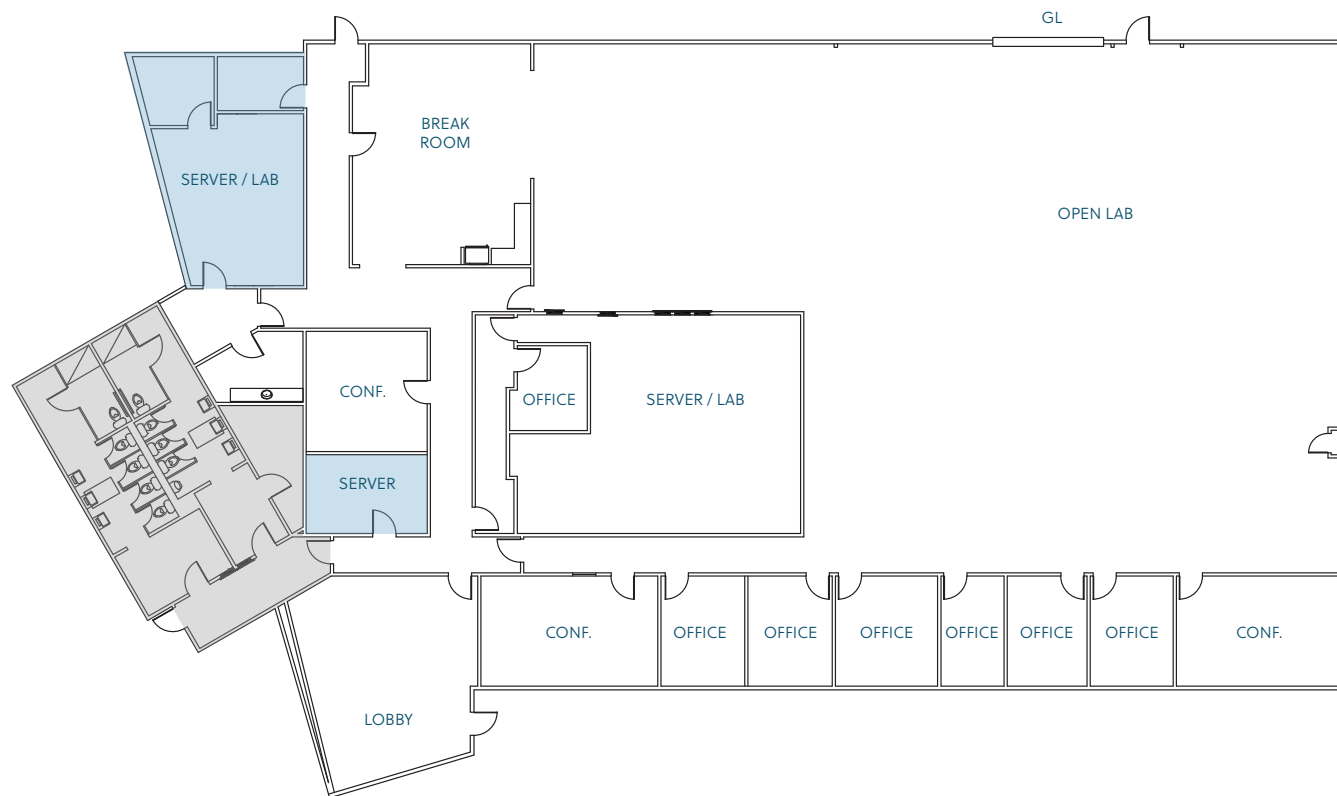 GL
BREAK
ROOM
SERVER / LAB
OPEN LAB
CONF.
OFFICE
SERVER / LAB
SERVER
CONF.
OFFICE
OFFICE
OFFICE
OFFICE
OFFICE
OFFICE
CONF.
LOBBY